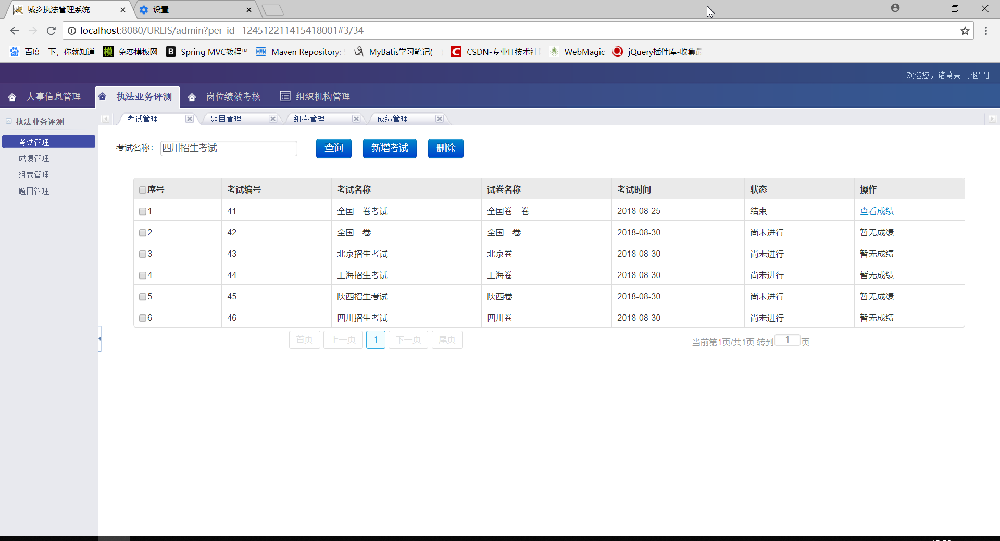 城乡执法管理系统
设置
localhost:8080/URLIS/admin?per_id=124512211415418001#3/34
百度一下，你就知道 免费模板网 Spring MVC教程™ Maven Repository: MyBatis学习笔记(一 CSDN-专业IT技术社 WebMagic jQuery插件库-收集最
欢迎您，诸葛亮 [退出]
人事信息管理 执法业务评测 岗位绩效考核 组织机构管理
执法业务评测
考试管理
成绩管理
组卷管理
题目管理
考试管理 题目管理 组卷管理 成绩管理
考试名称： 四川招生考试 查询 新增考试 删除
序号 考试编号 考试名称 试卷名称 考试时间 状态 操作
1 41 全国一卷考试 全国卷一卷 2018-08-25 结束 查看成绩
2 42 全国二卷 全国二卷 2018-08-30 尚未进行 暂无成绩
3 43 北京招生考试 北京卷 2018-08-30 尚未进行 暂无成绩
4 44 上海招生考试 上海卷 2018-08-30 尚未进行 暂无成绩
5 45 陕西招生考试 陕西卷 2018-08-30 尚未进行 暂无成绩
6 46 四川招生考试 四川卷 2018-08-30 尚未进行 暂无成绩
首页 上一页 1 下一页 尾页 当前第1页/共1页 转到 1 页